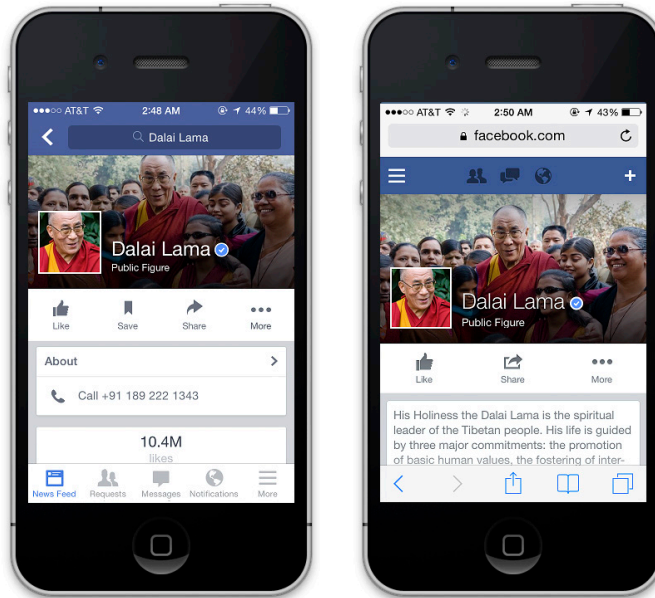 AT&T 2:48 AM 44%
Dalai Lama
Dalai Lama
Public Figure
Like Save Share More
About
Call +91 189 222 1343
10.4M
likes
News Feed Requests Messages Notifications More
AT&T 2:50 AM 43%
facebook.com
Dalai Lama
Public Figure
Like Share More
His Holiness the Dalai Lama is the spiritual
leader of the Tibetan people. His life is guided
by three major commitments: the promotion
of basic human values, the fostering of inter-